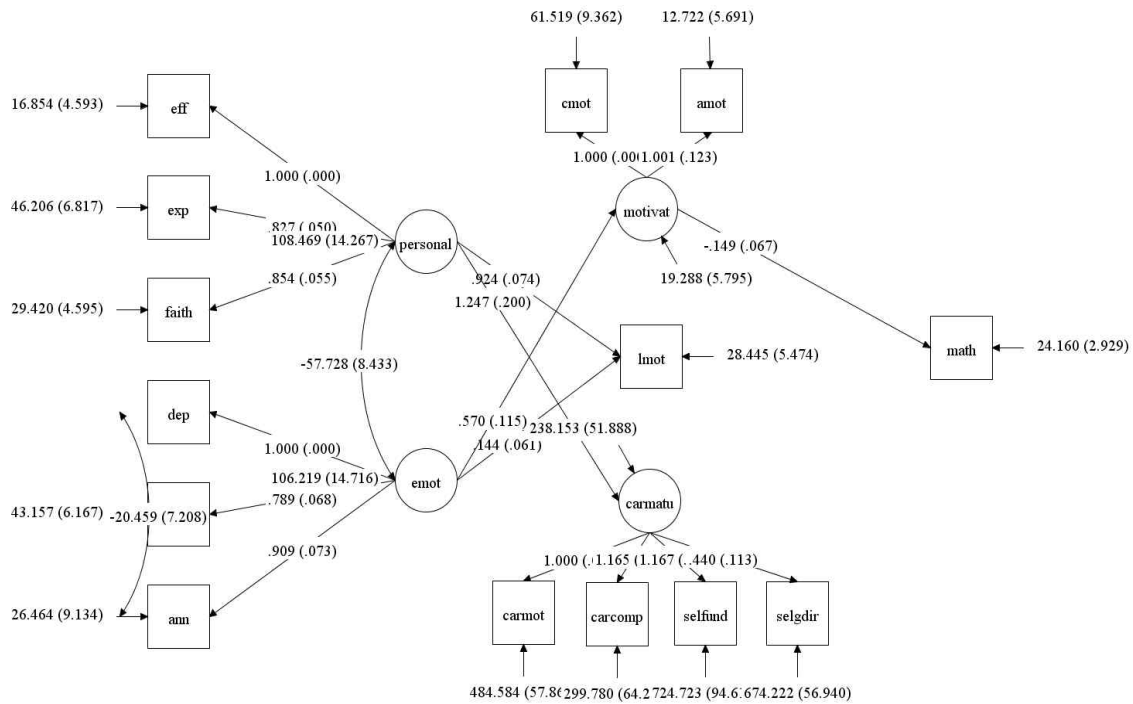 61.519 (9.362)
12.722 (5.691)
cmot
amot
16.854 (4.593)
eff
1.000 (.00
1.001 (.123)
1.000 (.000)
46.206 (6.817)
exp
.827 (.050)
motivat
personal
108.469 (14.267)
-.149 (.067)
.854 (.055)
.924 (.074)
19.288 (5.795)
1.247 (.200)
29.420 (4.595)
faith
lmot
28.445 (5.474)
math
24.160 (2.929)
-57.728 (8.433)
dep
.570 (.115)
238.153 (51.888)
.144 (.061)
1.000 (.000)
106.219 (14.716)
emot
.789 (.068)
carmatu
43.157 (6.167)
-20.459 (7.208)
.909 (.073)
1.000 (.
1.165 (
1.167 (.
.440 (.113)
26.464 (9.134)
ann
carmot
carcomp
selfund
selgdir
484.584 (57.8
299.780 (64.2
724.723 (94.6
674.222 (56.940)